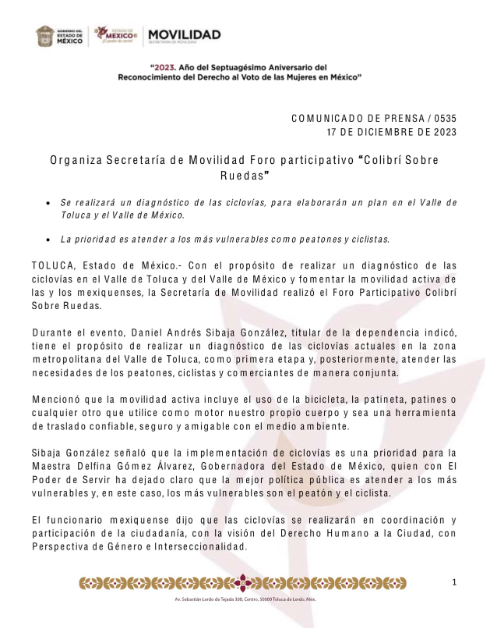 GOBIERNO DEL
ESTADO DE
MÉXICO
ESTADO DE
MÉXICO
¡El poder de servir!
MOVILIDAD
SECRETARÍA DE MOVILIDAD
“2023. Año del Septuagésimo Aniversario del
Reconocimiento del Derecho al Voto de las Mujeres en México”
COMUNICADO DE PRENSA / 0535
17 DE DICIEMBRE DE 2023
Organiza Secretaría de Movilidad Foro participativo “Colibrí Sobre
Ruedas”
• Se realizará un diagnóstico de las ciclovías, para elaborarán un plan en el Valle de
Toluca y el Valle de México.
• La prioridad es atender a los más vulnerables como peatones y ciclistas.
TOLUCA, Estado de México.- Con el propósito de realizar un diagnóstico de las
ciclovías en el Valle de Toluca y del Valle de México y fomentar la movilidad activa de
las y los mexiquenses, la Secretaría de Movilidad realizó el Foro Participativo Colibrí
Sobre Ruedas.
Durante el evento, Daniel Andrés Sibaja González, titular de la dependencia indicó,
tiene el propósito de realizar un diagnóstico de las ciclovías actuales en la zona
metropolitana del Valle de Toluca, como primera etapa y, posteriormente, atender las
necesidades de los peatones, ciclistas y comerciantes de manera conjunta.
Mencionó que la movilidad activa incluye el uso de la bicicleta, la patineta, patines o
cualquier otro que utilice como motor nuestro propio cuerpo y sea una herramienta
de traslado confiable, seguro y amigable con el medio ambiente.
Sibaja González señaló que la implementación de ciclovías es una prioridad para la
Maestra Delfina Gómez Álvarez, Gobernadora del Estado de México, quien con El
Poder de Servir ha dejado claro que la mejor política pública es atender a los más
vulnerables y, en este caso, los más vulnerables son el peatón y el ciclista.
El funcionario mexiquense dijo que las ciclovías se realizarán en coordinación y
participación de la ciudadanía, con la visión del Derecho Humano a la Ciudad, con
Perspectiva de Género e Interseccionalidad.
1
Av. Sebastián Lerdo de Tejada 300, Centro, 50000 Toluca de Lerdo, Méx.